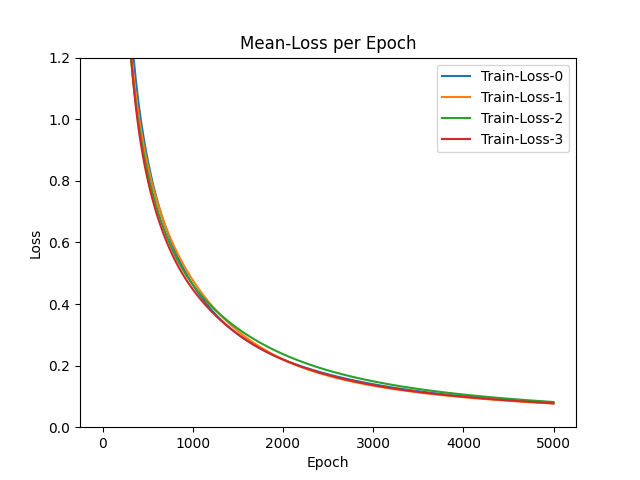 Mean-Loss per Epoch
Train-Loss-0
Train-Loss-1
Train-Loss-2
Train-Loss-3
1.2
1.0
0.8
0.6
0.4
0.2
0.0
Loss
0 1000 2000 3000 4000 5000
Epoch